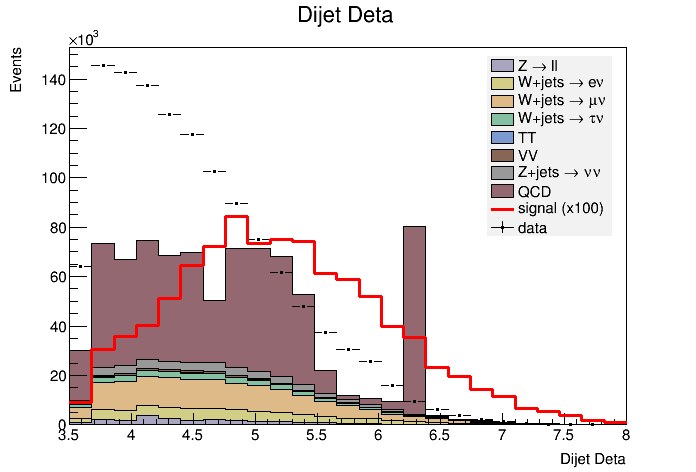 Dijet Deta
×10³
Events
140
120
100
80
60
40
20
0
3.5 4 4.5 5 5.5 6 6.5 7 7.5 8
Dijet Deta
Z → ll
W+jets → eν
W+jets → μν
W+jets → τν
TT
VV
Z+jets → νν
QCD
signal (x100)
data